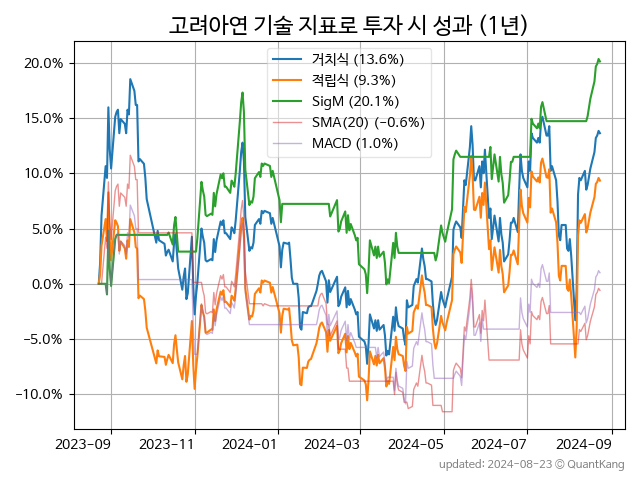 고려아연 기술 지표로 투자 시 성과 (1년)
거치식 (13.6%)
적립식 (9.3%)
SigM (20.1%)
SMA(20) (−0.6%)
MACD (1.0%)
20.0%
15.0%
10.0%
5.0%
0.0%
−5.0%
−10.0%
2023-09 2023-11 2024-01 2024-03 2024-05 2024-07 2024-09
updated: 2024-08-23 ⓒ QuantKang